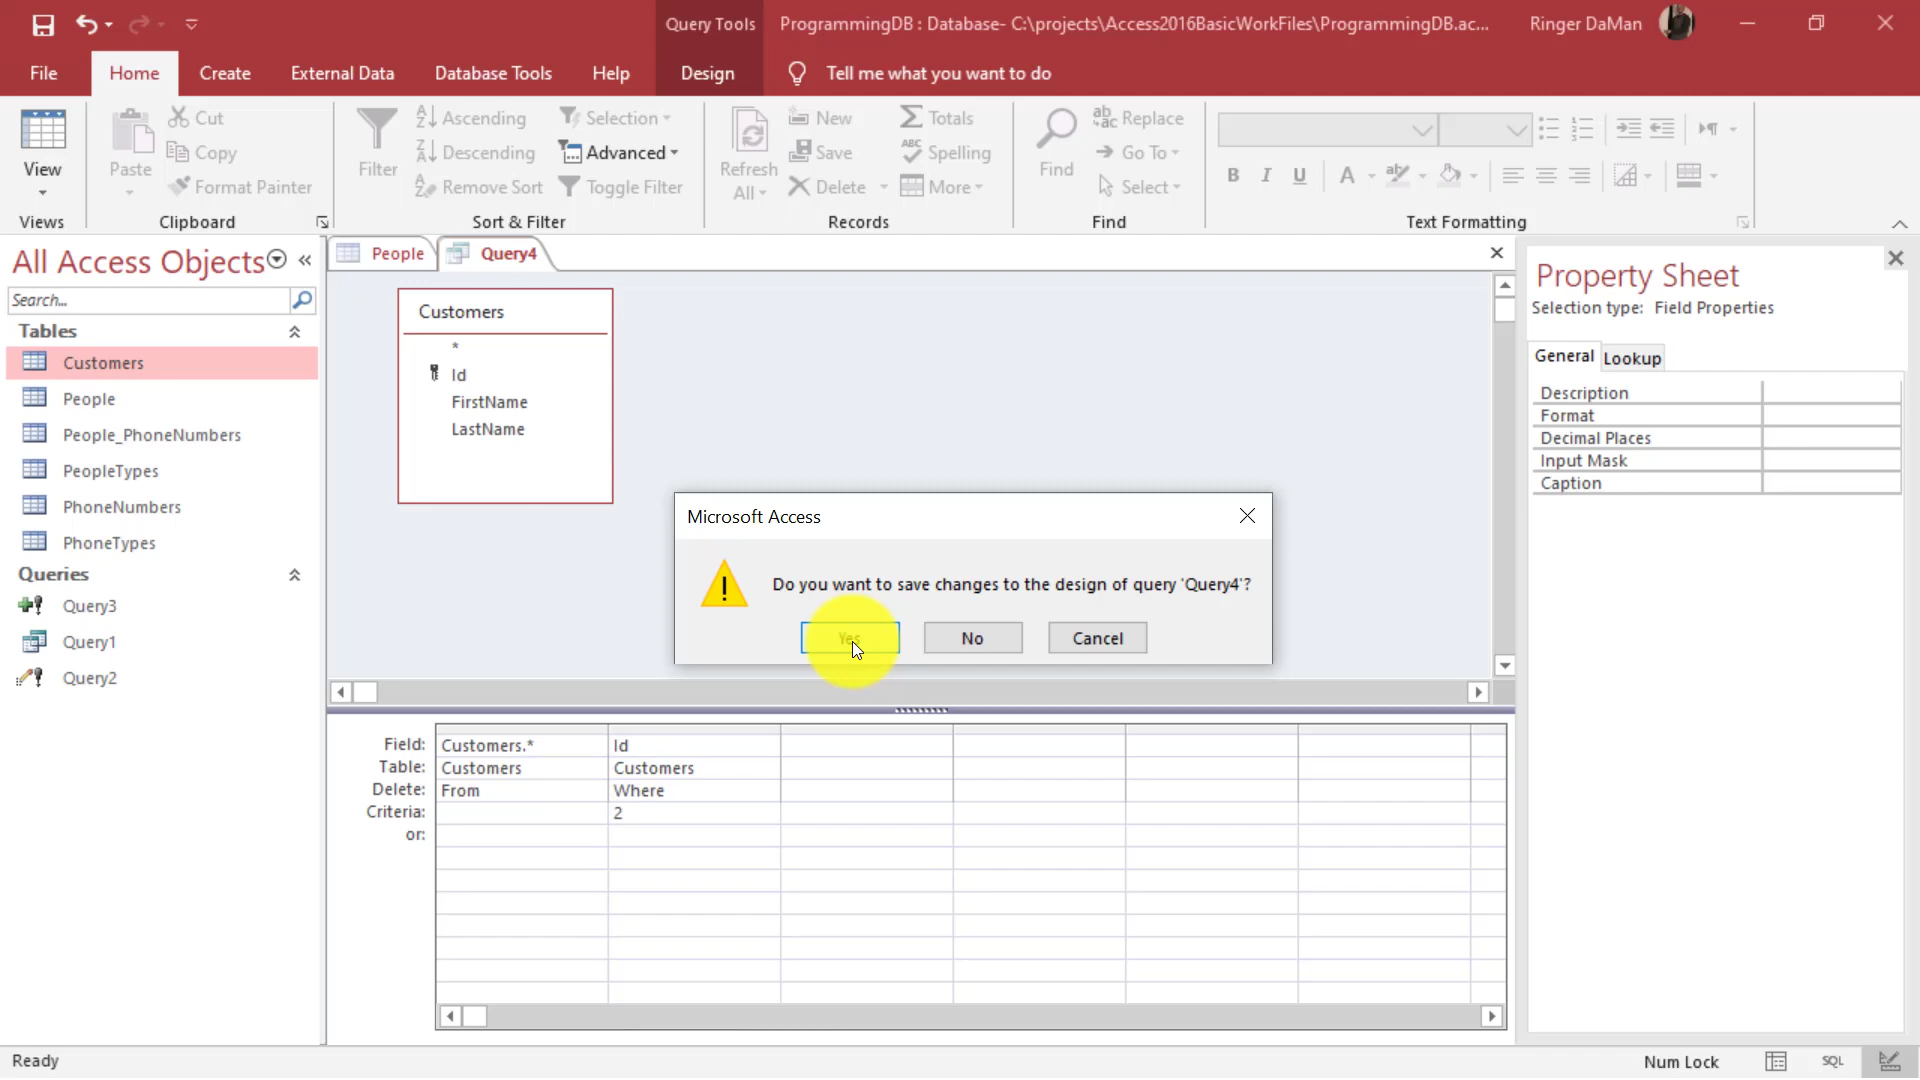 Query Tools
ProgrammingDB : Database- C:\projects\Access2016BasicWorkFiles\ProgrammingDB.ac...
Ringer DaMan
File
Home
Create
External Data
Database Tools
Help
Design
Tell me what you want to do
View
Views
Paste
Cut
Copy
Format Painter
Clipboard
Filter
Ascending
Descending
Remove Sort
Selection
Advanced
Toggle Filter
Sort & Filter
Refresh
All
New
Save
Delete
Totals
Spelling
More
Records
Find
Replace
Go To
Select
Find
B I U
A
Text Formatting
All Access Objects
Search...
Tables
Customers
People
People_PhoneNumbers
PeopleTypes
PhoneNumbers
PhoneTypes
Queries
Query3
Query1
Query2
People
Query4
Customers
*
Id
FirstName
LastName
Microsoft Access
Do you want to save changes to the design of query 'Query4'?
Yes
No
Cancel
Field: Customers.* Id
Table: Customers Customers
Delete: From Where
Criteria: 2
or:
Property Sheet
Selection type: Field Properties
General
Lookup
Description
Format
Decimal Places
Input Mask
Caption
Ready
Num Lock
SQL